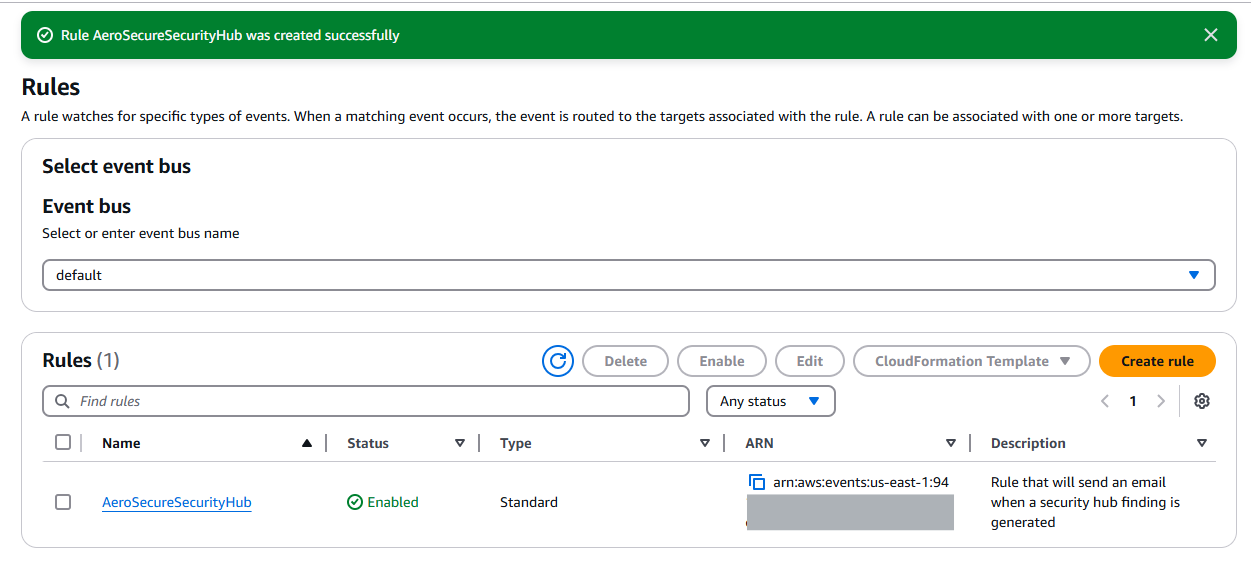 Rule AeroSecureSecurityHub was created successfully
Rules
A rule watches for specific types of events. When a matching event occurs, the event is routed to the targets associated with the rule. A rule can be associated with one or more targets.
Select event bus
Event bus
Select or enter event bus name
default
Rules (1)
Delete
Enable
Edit
CloudFormation Template
Create rule
Find rules
Any status
1
Name
Status
Type
ARN
Description
AeroSecureSecurityHub
Enabled
Standard
arn:aws:events:us-east-1:94
Rule that will send an email
when a security hub finding is
generated